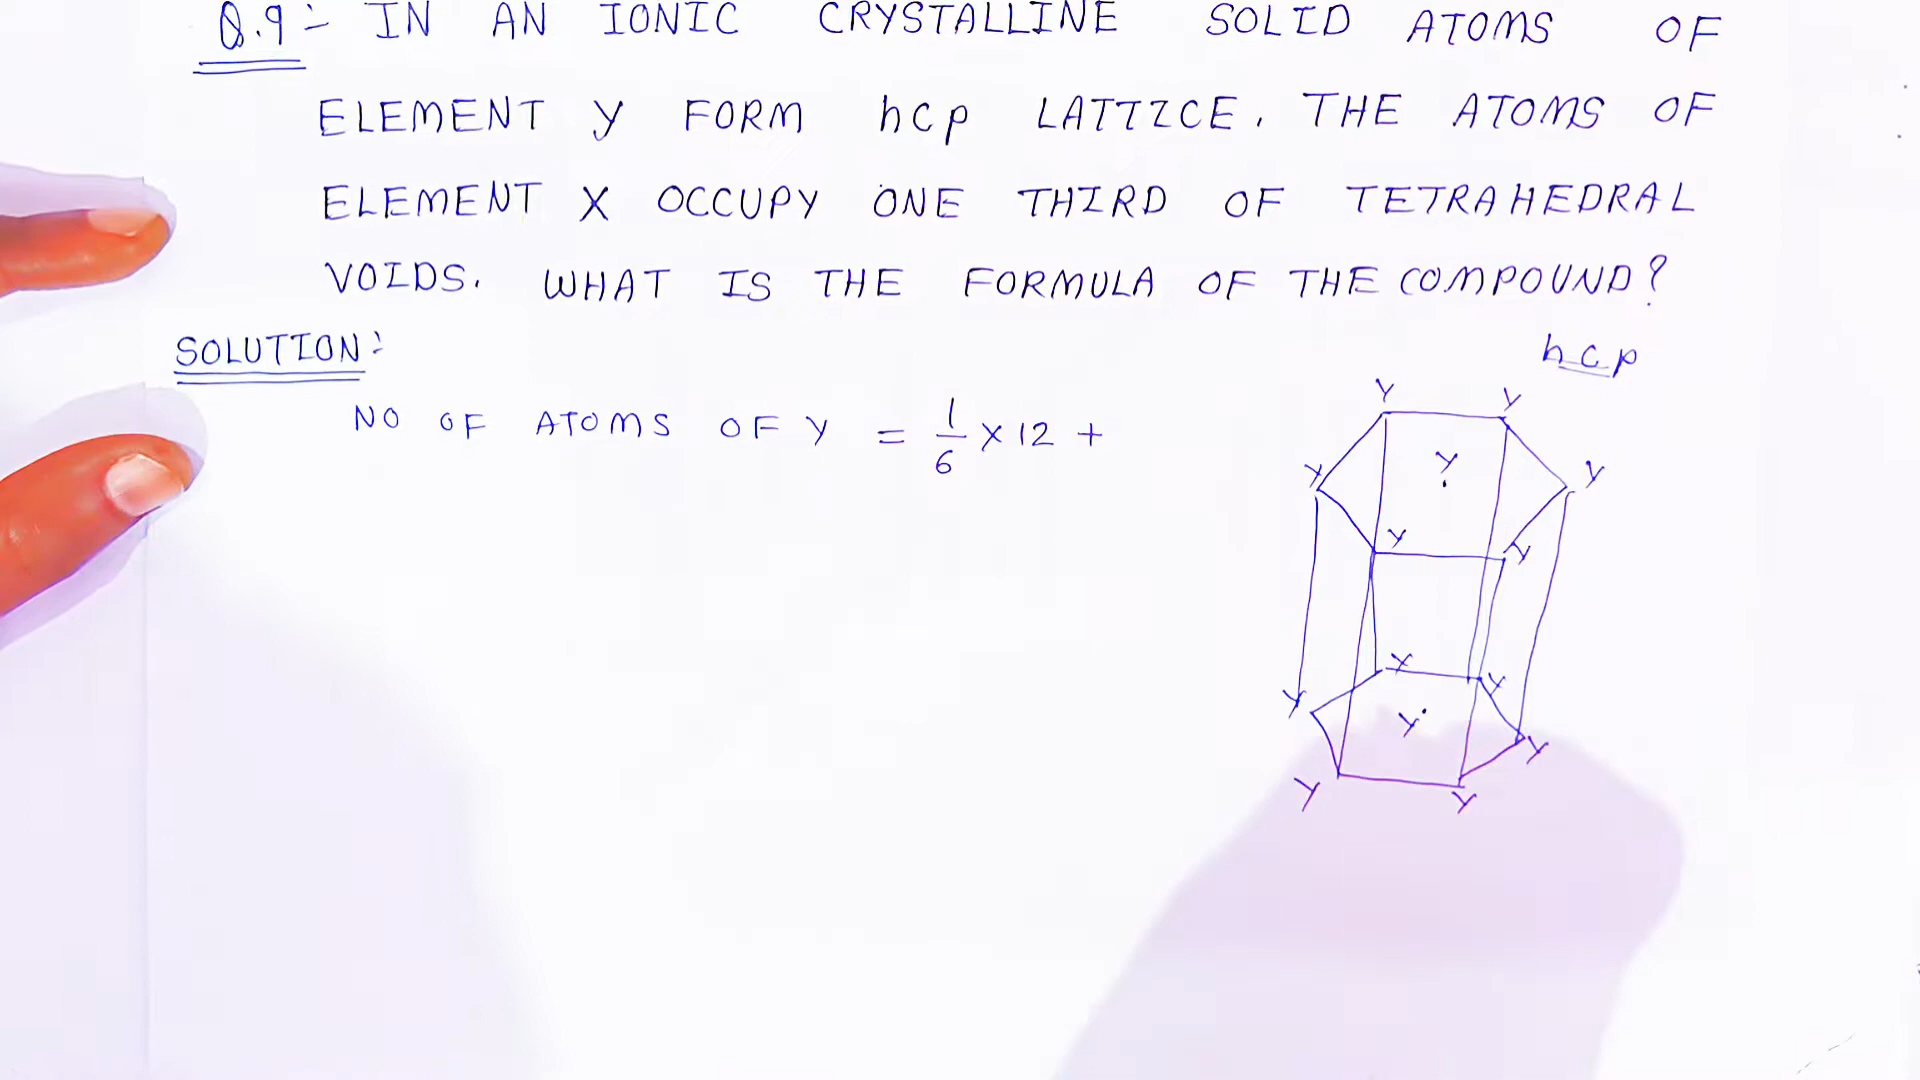 Q.9:- IN AN IONIC CRYSTALLINE SOLID ATOMS OF
ELEMENT Y FORM hcp LATTICE. THE ATOMS OF
ELEMENT X OCCUPY ONE THIRD OF TETRAHEDRAL
VOIDS. WHAT IS THE FORMULA OF THE COMPOUND?
SOLUTION:-
hcp
NO OF ATOMS OF Y = 1/6 X 12 +
Y Y
Y
Y Y
Y Y
Y Y
Y Y Y
Y Y